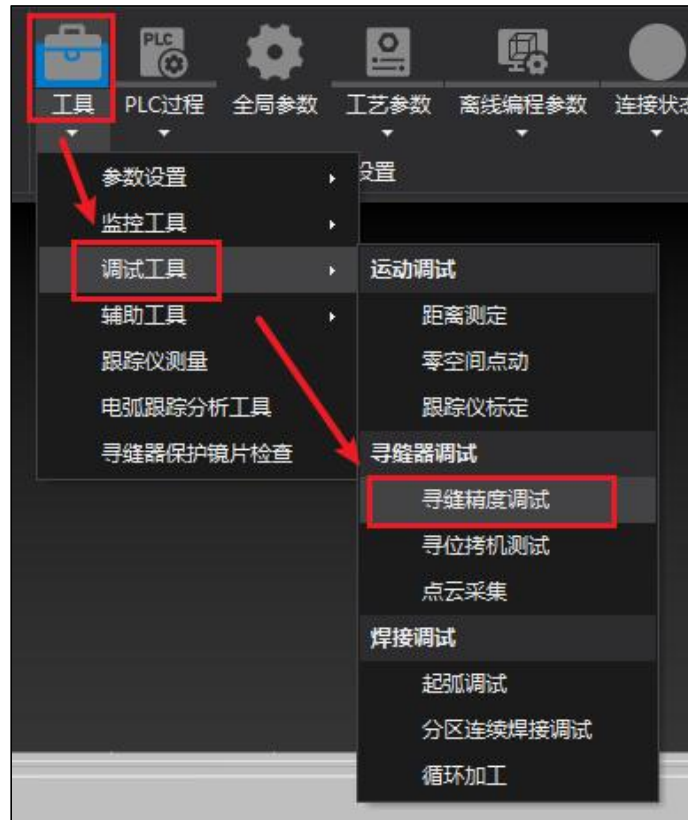 PLC
工具
PLC过程
全局参数
工艺参数
离线编程参数
连接状态
设置
参数设置
监控工具
调试工具
辅助工具
跟踪仪测量
电弧跟踪分析工具
寻缝器保护镜片检查
运动调试
距离测定
零空间点动
跟踪仪标定
寻缝器调试
寻缝精度调试
寻位拷机测试
点云采集
焊接调试
起弧调试
分区连续焊接调试
循环加工